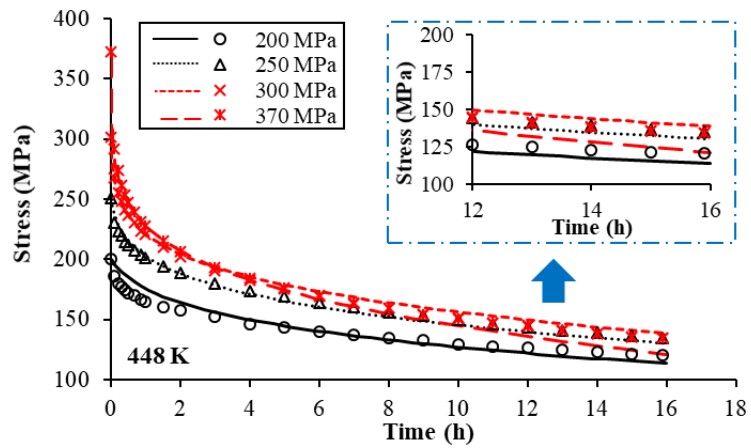 400
350
300
250
200
150
100
Stress (MPa)
200 MPa
250 MPa
300 MPa
370 MPa
448 K
0 2 4 6 8 10 12 14 16 18
Time (h)
200
175
150
125
100
Stress (MPa)
12 14 16
Time (h)